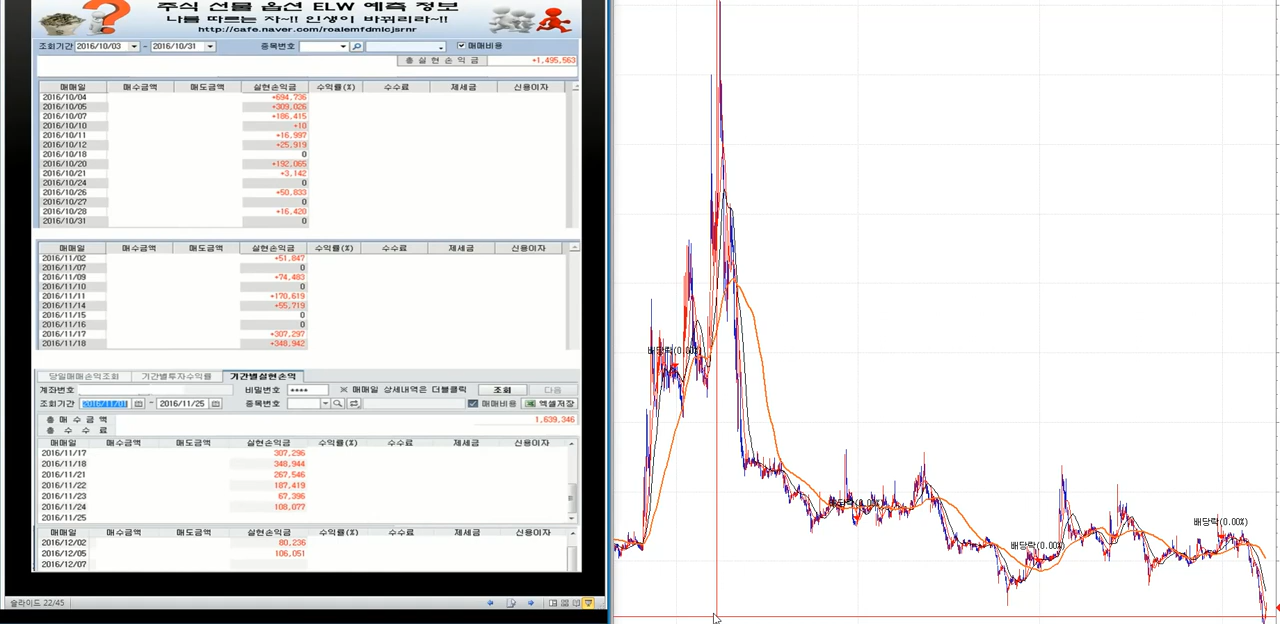 주식 선물 옵션 ELW 예측 정보
나를 따르는 자~!! 인생이 바뀌리라~!!
http://cafe.naver.com/roalemfdmicjsrnr
조회기간 2016/10/03 - 2016/10/31 종목번호 매매비용
총 실 현 손 익 금 +1,495,563
매매일 매수금액 매도금액 실현손익금 수익률(%) 수수료 제세금 신용이자
2016/10/04 +694,736
2016/10/05 +309,026
2016/10/07 +186,415
2016/10/10 +10
2016/10/11 +16,997
2016/10/12 +25,919
2016/10/18 0
2016/10/20 +192,065
2016/10/21 +3,142
2016/10/24 0
2016/10/26 +50,833
2016/10/27 0
2016/10/28 +16,420
2016/10/31 0
매매일 매수금액 매도금액 실현손익금 수익률(%) 수수료 제세금 신용이자
2016/11/02 +51,847
2016/11/07 0
2016/11/09 +74,483
2016/11/10 0
2016/11/11 +170,619
2016/11/14 +55,719
2016/11/15 0
2016/11/16 0
2016/11/17 +307,297
2016/11/18 +348,942
당일매매손익조회 기간별투자수익률 기간별실현손익
계좌번호 비밀번호 **** ※ 매매일 상세내역은 더블클릭 조회 다음
조회기간 2016/11/01 - 2016/11/25 종목번호 매매비용 엑셀저장
총 매 수 금 액 1,639,346
총 수 수 료
매매일 매수금액 매도금액 실현손익금 수익률(%) 수수료 제세금 신용이자
2016/11/17 307,296
2016/11/18 348,944
2016/11/21 267,546
2016/11/22 187,419
2016/11/23 67,396
2016/11/24 108,077
2016/11/25
매매일 매수금액 매도금액 실현손익금 수익률(%) 수수료 제세금 신용이자
2016/12/02 80,236
2016/12/05 106,051
2016/12/07
슬라이드 22/45
배당락(0.00%)
배당락(0.00%)
배당락(0.00%)
배당락(0.00%)